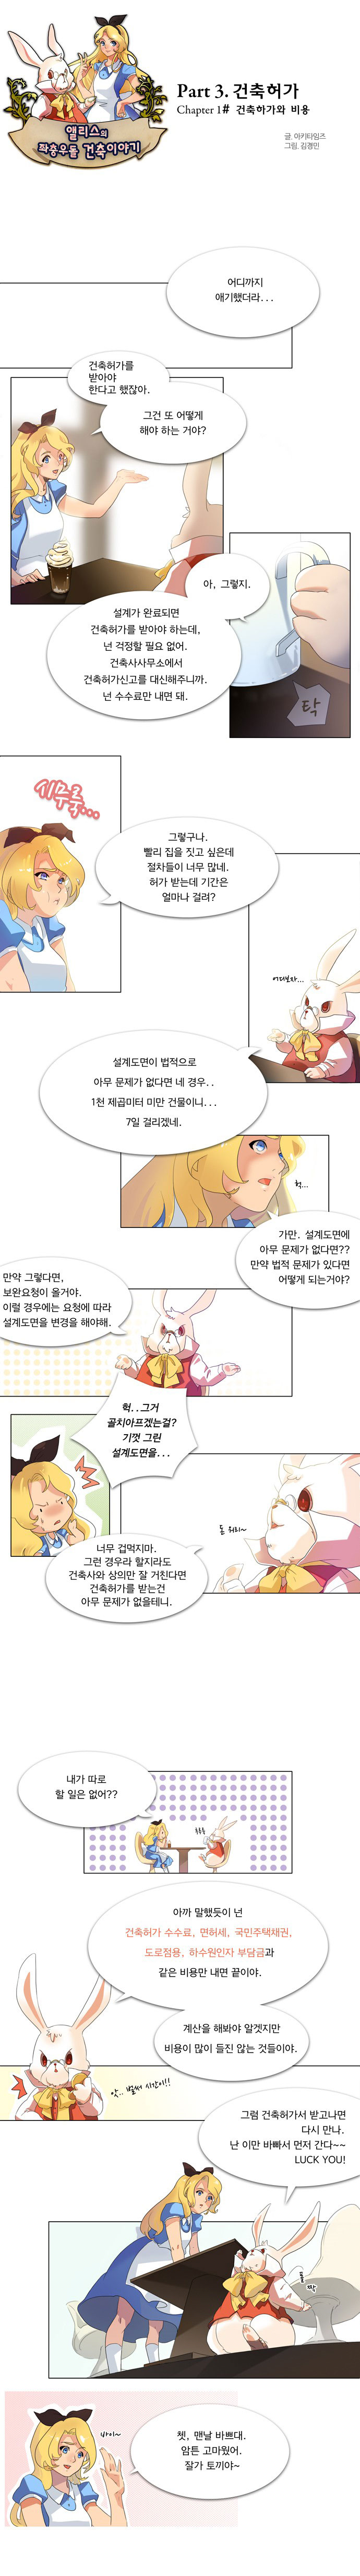 앨리스의
좌충우돌 건축이야기
Part 3. 건축허가
Chapter 1# 건축허가와 비용
글. 아키타임즈
그림. 김경민
어디까지
얘기했더라...
건축허가를
받아야
한다고 했잖아.
그건 또 어떻게
해야 하는 거야?
아, 그렇지.
설계가 완료되면
건축허가를 받아야 하는데,
넌 걱정할 필요 없어.
건축사사무소에서
건축허가신고를 대신해주니까.
넌 수수료만 내면 돼.
탁
시무룩...
그렇구나.
빨리 집을 짓고 싶은데
절차들이 너무 많네.
허가 받는데 기간은
얼마나 걸려?
어디보자...
설계도면이 법적으로
아무 문제가 없다면 네 경우..
1천 제곱미터 미만 건물이니...
7일 걸리겠네.
헉...
가만. 설계도면에
아무 문제가 없다면??
만약 법적 문제가 있다면
어떻게 되는거야?
만약 그렇다면,
보완요청이 올거야.
이럴 경우에는 요청에 따라
설계도면을 변경을 해야해.
헉..그거
골치아프겠는걸?
기껏 그린
설계도면을...
돈 워리~
너무 겁먹지마.
그런 경우라 할지라도
건축사와 상의만 잘 거친다면
건축허가를 받는건
아무 문제가 없을테니.
내가 따로
할 일은 없어??
아까 말했듯이 넌
건축허가 수수료, 면허세, 국민주택채권,
도로점용, 하수원인자 부담금과
같은 비용만 내면 끝이야.
계산을 해봐야 알겟지만
비용이 많이 들진 않는 것들이야.
앗.. 벌써 시간이!!
그럼 건축허가서 받고나면
다시 만나.
난 이만 바빠서 먼저 간다~~
LUCK YOU!
폴
짝
바이~
쳇, 맨날 바쁘대.
암튼 고마웠어.
잘가 토끼야~